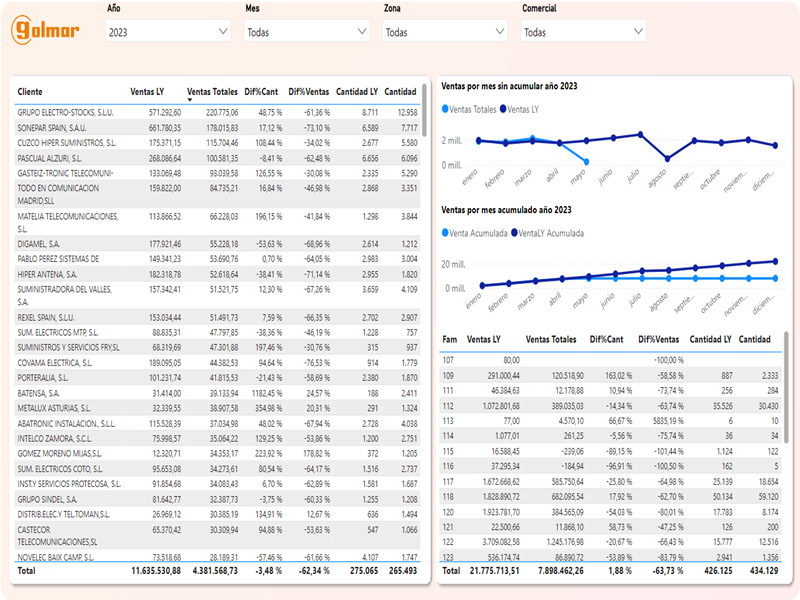 golmar
Año
Mes
Zona
Comercial
2023
Todas
Todas
Todas
Cliente Ventas LY Ventas Totales Dif%Cant Dif%Ventas Cantidad LY Cantidad
GRUPO ELECTRO-STOCKS, S.L.U. 571.292,60 220.775,06 48,75 % -61,36 % 8.711 12.958
SONEPAR SPAIN, S.A.U. 661.780,35 178.015,83 17,12 % -73,10 % 6.589 7.717
CUZCO HIPER SUMINISTROS, S.L. 175.371,15 115.704,46 108,44 % -34,02 % 2.677 5.580
PASCUAL ALZURI, S.L. 268.086,64 100.581,35 -8,41 % -62,48 % 6.656 6.096
GASTEIZ-TRONIC TELECOMUNI- 133.069,48 93.039,58 126,55 % -30,08 % 2.335 5.290
TODO EN COMUNICACION MADRID,SLL 159.822,00 84.735,21 16,84 % -46,98 % 2.868 3.351
MATELIA TELECOMUNICACIONES, S.L. 113.866,52 66.228,03 196,15 % -41,84 % 1.298 3.844
DIGAMEL, S.A. 177.921,46 55.228,18 -53,63 % -68,96 % 2.614 1.212
PABLO PEREZ SISTEMAS DE 149.341,23 53.690,76 0,70 % -64,05 % 2.983 3.004
HIPER ANTENA, S.A. 182.318,78 52.618,64 -38,41 % -71,14 % 2.955 1.820
SUMINISTRADORA DEL VALLES, S.A. 157.342,41 51.521,75 12,30 % -67,26 % 3.659 4.109
REXEL SPAIN, S.L.U. 153.034,44 51.491,73 7,59 % -66,35 % 2.702 2.907
SUM. ELECTRICOS MTP, S.L. 88.835,31 47.797,85 -38,36 % -46,19 % 1.228 757
SUMINISTROS Y SERVICIOS FRY,SL 68.319,69 47.301,88 197,46 % -30,76 % 315 937
COVAMA ELECTRICA, S.L. 189.095,05 44.382,53 94,64 % -76,53 % 914 1.779
PORTERALIA, S.L. 101.231,74 41.815,53 -21,43 % -58,69 % 2.380 1.870
BATENSA, S.A. 31.414,00 39.133,94 1182,45 % 24,57 % 188 2.411
METALUX ASTURIAS, S.L. 32.339,55 38.907,58 354,98 % 20,31 % 291 1.324
ABATRONIC INSTALACION., S.L.L. 115.528,39 37.034,98 48,02 % -67,94 % 2.728 4.038
INTELCO ZAMORA, S.C.L. 75.998,57 35.064,22 129,25 % -53,86 % 1.200 2.751
GOMEZ MORENO MIJAS,S.L. 12.320,71 34.353,17 223,92 % 178,82 % 372 1.205
SUM. ELECTRICOS COTO, S.L. 95.653,08 34.273,61 80,54 % -64,17 % 1.516 2.737
INST.Y SERVICIOS PROTECOSA, S.L. 91.854,68 34.083,43 6,70 % -62,89 % 1.581 1.687
GRUPO SINDEL, S.A. 81.642,77 32.387,73 -3,75 % -60,33 % 1.255 1.208
DISTRIB.ELEC.Y TEL.TOMAN,S.L. 26.969,12 30.385,19 134,91 % 12,67 % 636 1.494
CASTECOR TELECOMUNICACIONES,SL 65.370,42 30.309,94 94,88 % -53,63 % 547 1.066
NOVELEC BAIX CAMP, S.L. 73.518,68 28.189,31 -57,46 % -61,66 % 4.107 1.747
Total 11.635.530,88 4.381.568,73 -3,48 % -62,34 % 275.065 265.493
Ventas por mes sin acumular año 2023
Ventas Totales Ventas LY
2 mill.
0 mill.
enero febrero marzo abril mayo junio julio agosto septie... octubre noviem... diciem...
Ventas por mes acumulado año 2023
Venta Acumulada VentaLY Acumulada
20 mill.
0 mill.
enero febrero marzo abril mayo junio julio agosto septie... octubre noviem... diciem...
Fam Ventas LY Ventas Totales Dif%Cant Dif%Ventas Cantidad LY Cantidad
107 80,00 -100,00 %
109 291.000,44 120.518,90 163,02 % -58,58 % 887 2.333
111 46.384,63 12.178,88 10,94 % -73,74 % 256 284
112 1.072.801,68 389.035,03 -14,34 % -63,74 % 35.526 30.430
113 77,00 4.570,10 66,67 % 5835,19 % 6 10
114 1.077,01 261,25 -5,56 % -75,74 % 36 34
115 16.588,45 -239,06 -89,15 % -101,44 % 1.124 122
116 37.295,34 -184,94 -96,91 % -100,50 % 162 5
117 1.672.668,62 585.750,64 -25,80 % -64,98 % 25.139 18.654
118 1.828.890,72 682.095,54 17,92 % -62,70 % 50.134 59.120
120 1.923.781,70 384.565,09 -54,03 % -80,01 % 17.783 8.174
121 22.500,66 11.868,10 58,73 % -47,25 % 126 200
122 3.709.082,58 1.245.176,98 -20,67 % -66,43 % 15.777 12.516
123 536.174,74 86.890,72 -53,89 % -83,79 % 2.941 1.356
Total 21.775.713,51 7.898.462,26 1,88 % -63,73 % 426.125 434.129